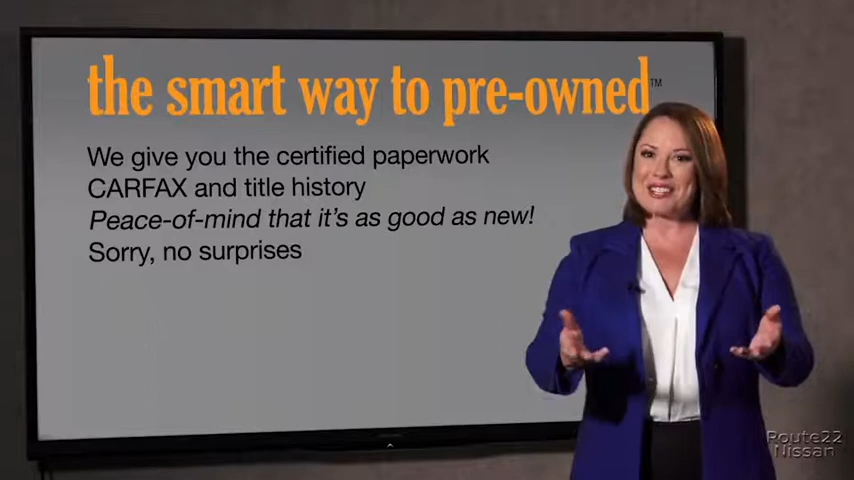 the smart way to pre-owned™
We give you the certified paperwork
CARFAX and title history
Peace-of-mind that it's as good as new!
Sorry, no surprises
Route22
Nissan